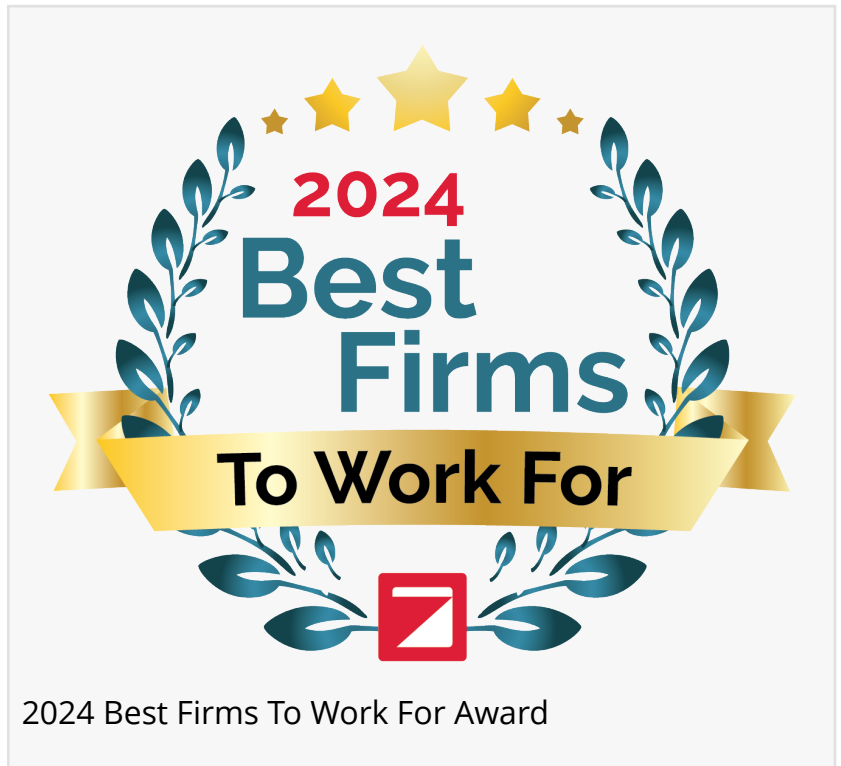 2024
Best
Firms
To Work For
2024 Best Firms To Work For Award